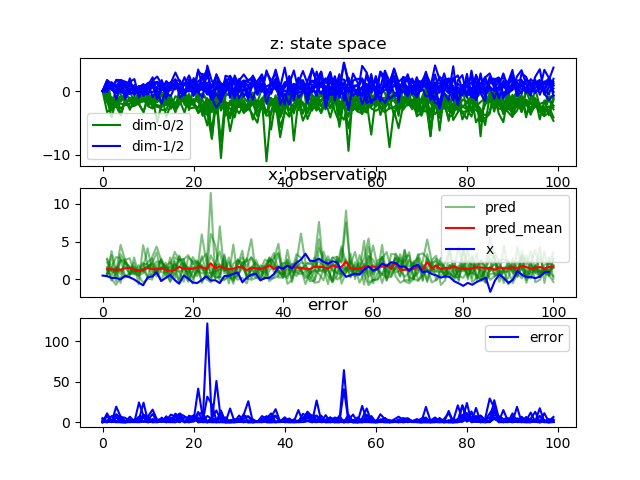 z: state space
0
−10
dim-0/2
dim-1/2
0 20 40 60 80 100
x: observation
10
5
0
pred
pred_mean
x
0 20 40 60 80 100
error
100
50
0
error
0 20 40 60 80 100